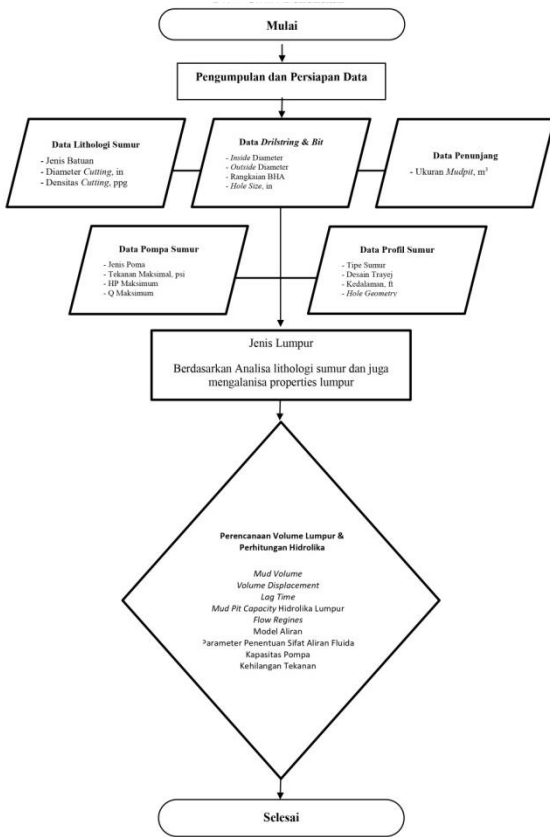 Mulai
Pengumpulan dan Persiapan Data
Data Lithologi Sumur
- Jenis Batuan
- Diameter Cutting, in
- Densitas Cutting, ppg
Data Drilstring & Bit
- Inside Diameter
- Outside Diameter
- Rangkaian BHA
- Hole Size, in
Data Penunjang
- Ukuran Mudpit, m³
Data Pompa Sumur
- Jenis Poma
- Tekanan Maksimal, psi
- HP Maksimum
- Q Maksimum
Data Profil Sumur
- Tipe Sumur
- Desain Trayej
- Kedalaman, ft
- Hole Geometry
Jenis Lumpur
Berdasarkan Analisa lithologi sumur dan juga
mengalanisa properties lumpur
Perencanaan Volume Lumpur &
Perhitungan Hidrolika
Mud Volume
Volume Displacement
Lag Time
Mud Pit Capacity Hidrolika Lumpur
Flow Regines
Model Aliran
Parameter Penentuan Sifat Aliran Fluida
Kapasitas Pompa
Kehilangan Tekanan
Selesai